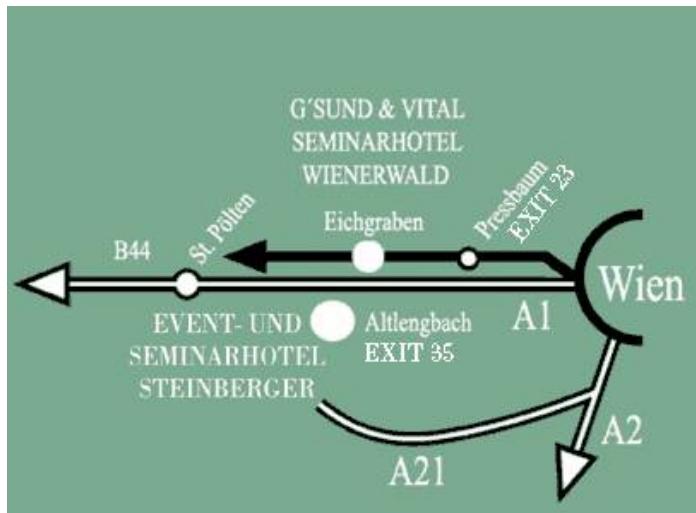 G´SUND & VITAL
SEMINARHOTEL
WIENERWALD
Pressbaum
EXIT 23
Eichgraben
St. Pölten
B44
Wien
A1
EVENT- UND
SEMINARHOTEL
STEINBERGER
Altlengbach
EXIT 35
A2
A21